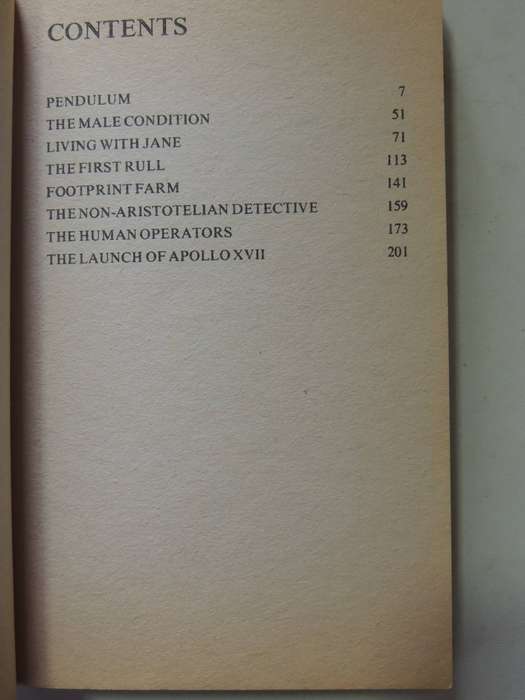 CONTENTS
PENDULUM 7
THE MALE CONDITION 51
LIVING WITH JANE 71
THE FIRST RULL 113
FOOTPRINT FARM 141
THE NON-ARISTOTELIAN DETECTIVE 159
THE HUMAN OPERATORS 173
THE LAUNCH OF APOLLO XVII 201